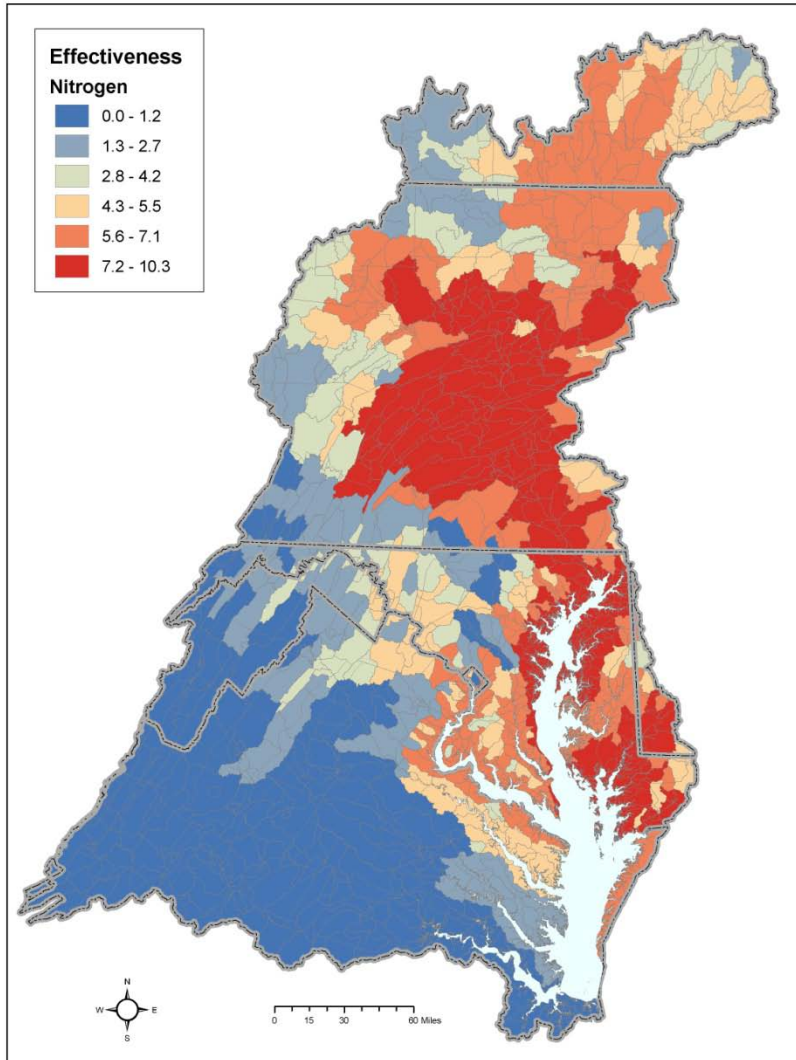 Effectiveness
Nitrogen
0.0 - 1.2
1.3 - 2.7
2.8 - 4.2
4.3 - 5.5
5.6 - 7.1
7.2 - 10.3
N
W E
S
0 15 30 60 Miles